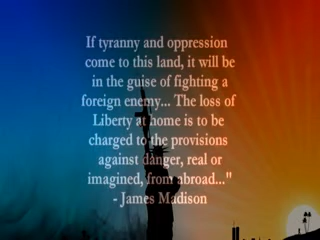 If tyranny and oppression
come to this land, it will be
in the guise of fighting a
foreign enemy... The loss of
Liberty at home is to be
charged to the provisions
against danger, real or
imagined, from abroad..."
- James Madison